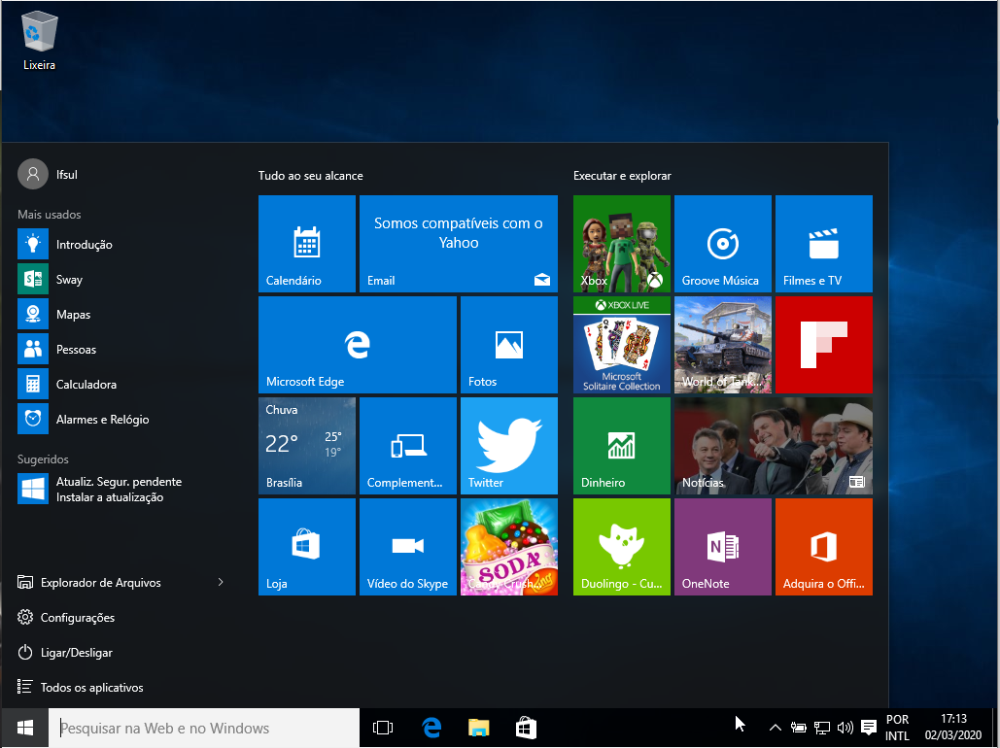 Lixeira
Ifsul
Mais usados
Introdução
Sway
Mapas
Pessoas
Calculadora
Alarmes e Relógio
Sugeridos
Atualiz. Segur. pendente
Instalar a atualização
Explorador de Arquivos
Configurações
Ligar/Desligar
Todos os aplicativos
Tudo ao seu alcance
Calendário
Somos compatíveis com o
Yahoo
Email
Microsoft Edge
Fotos
Chuva
22°
25°
19°
Brasília
Complement...
Twitter
Loja
Vídeo do Skype
SODA
Candy Crush...
Executar e explorar
Xbox
Groove Música
Filmes e TV
XBOX LIVE
Microsoft
Solitaire Collection
World of Tank...
Dinheiro
Notícias
Duolingo - Cu...
OneNote
Adquira o Offi...
Pesquisar na Web e no Windows
POR
INTL
17:13
02/03/2020